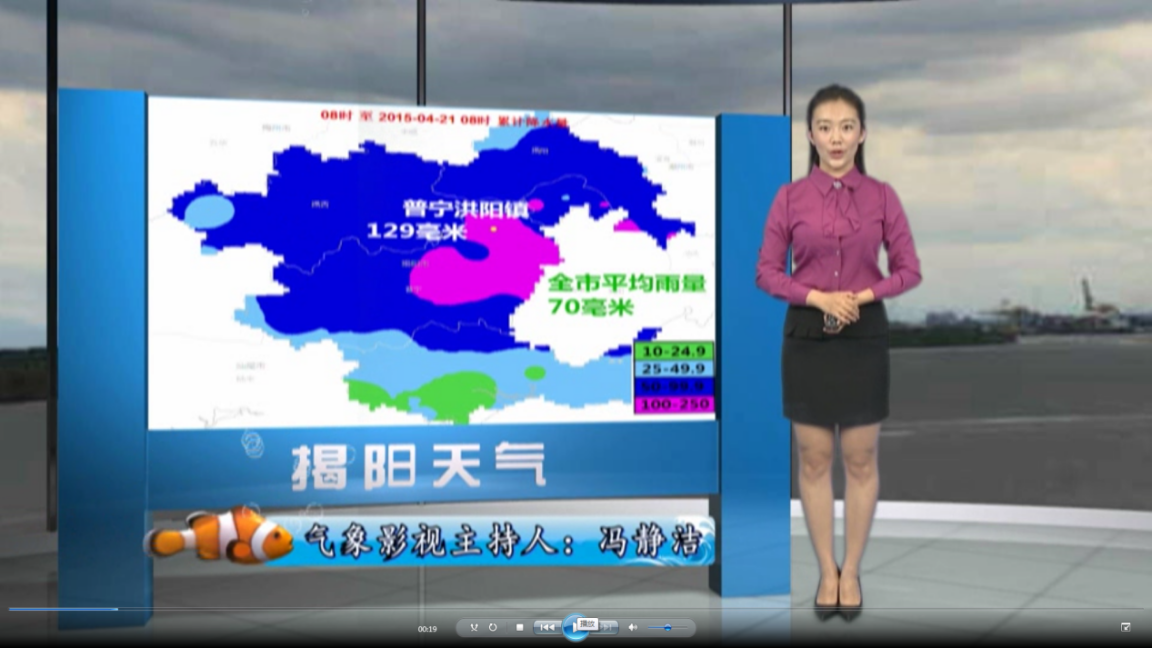 08时 至 2015-04-21 08时 累计降水量
普宁洪阳镇
129毫米
全市平均雨量
70毫米
10-24.9
25-49.9
50-99.9
100-250
揭阳天气
气象影视主持人：冯静洁
00:19
播放